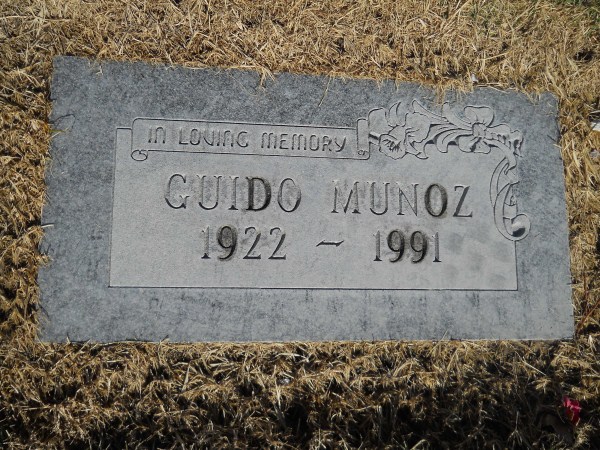 IN LOVING MEMORY
GUIDO MUNOZ
1922 ~ 1991